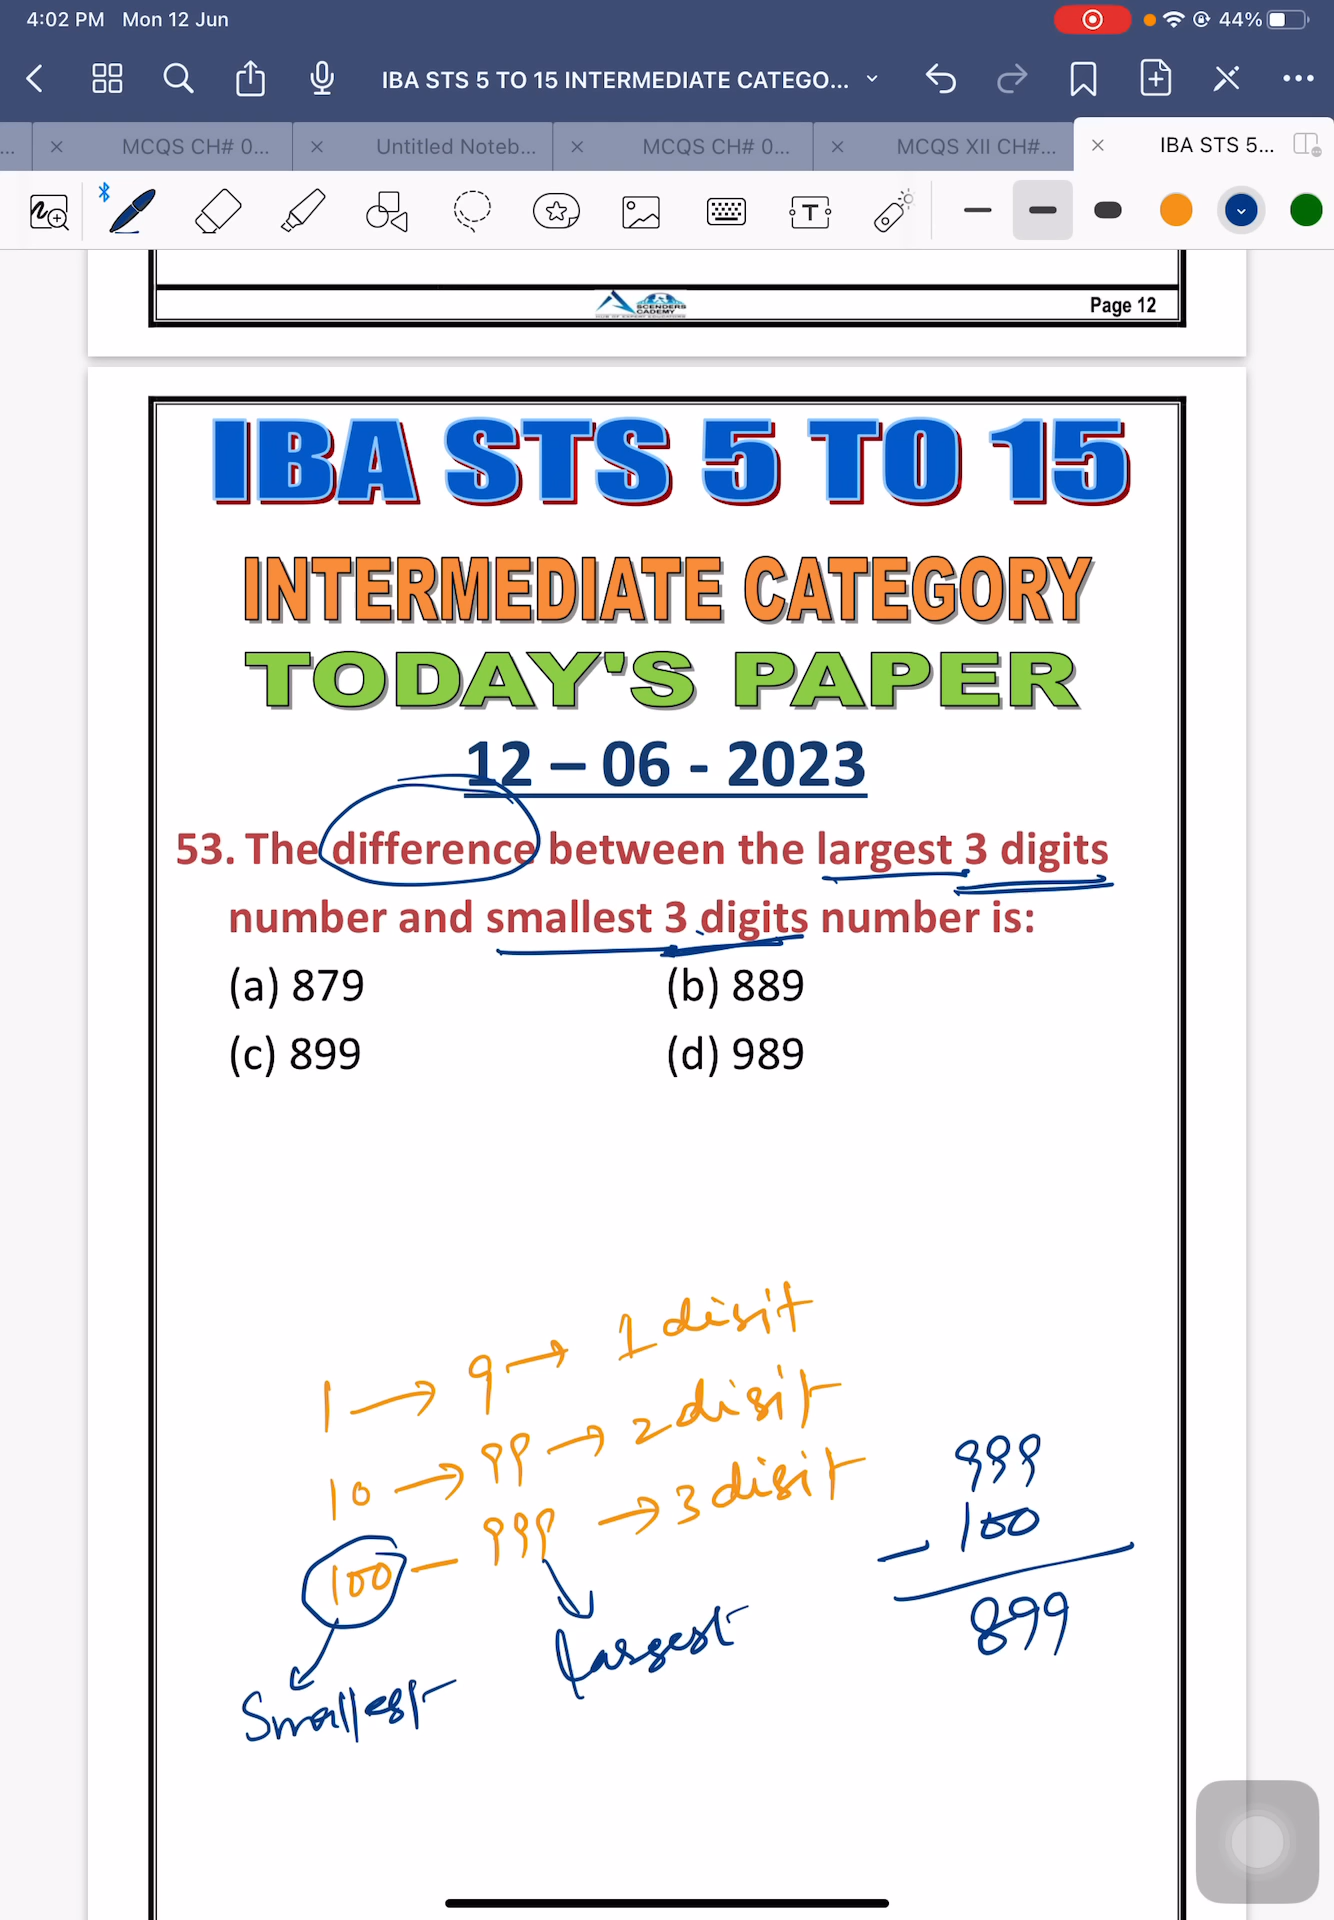 4:02 PM Mon 12 Jun
44%
IBA STS 5 TO 15 INTERMEDIATE CATEGO...
MCQS CH# 0...
Untitled Noteb...
MCQS CH# 0...
MCQS XII CH#...
IBA STS 5...
T
SCENDERS
CADEMY
Page 12
IBA STS 5 TO 15
INTERMEDIATE CATEGORY
TODAY'S PAPER
12 – 06 - 2023
53. The difference between the largest 3 digits
number and smallest 3 digits number is:
(a) 879
(b) 889
(c) 899
(d) 989
1 → 9 → 1 digit
10 → 99 → 2 digit
100 — 999 → 3 digit
Smallest
largest
999
— 100
899